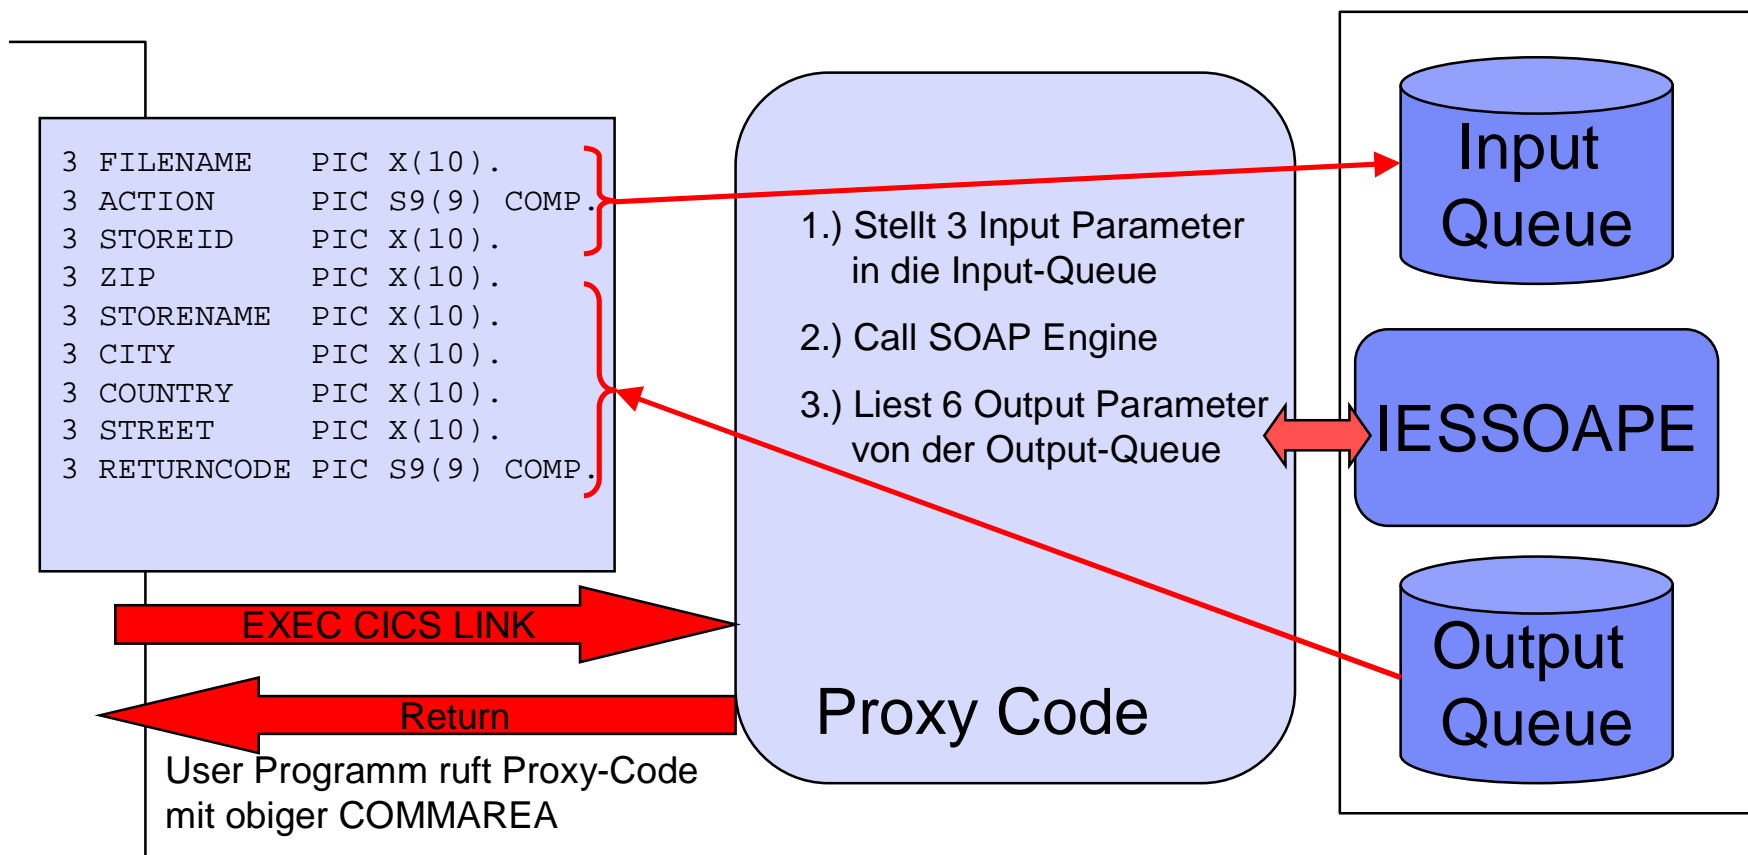 3 FILENAME PIC X(10).
3 ACTION PIC S9(9) COMP.
3 STOREID PIC X(10).
3 ZIP PIC X(10).
3 STORENAME PIC X(10).
3 CITY PIC X(10).
3 COUNTRY PIC X(10).
3 STREET PIC X(10).
3 RETURNCODE PIC S9(9) COMP.
EXEC CICS LINK
Return
User Programm ruft Proxy-Code
mit obiger COMMAREA
1.) Stellt 3 Input Parameter
in die Input-Queue
2.) Call SOAP Engine
3.) Liest 6 Output Parameter
von der Output-Queue
Proxy Code
Input
Queue
IESSOAPE
Output
Queue